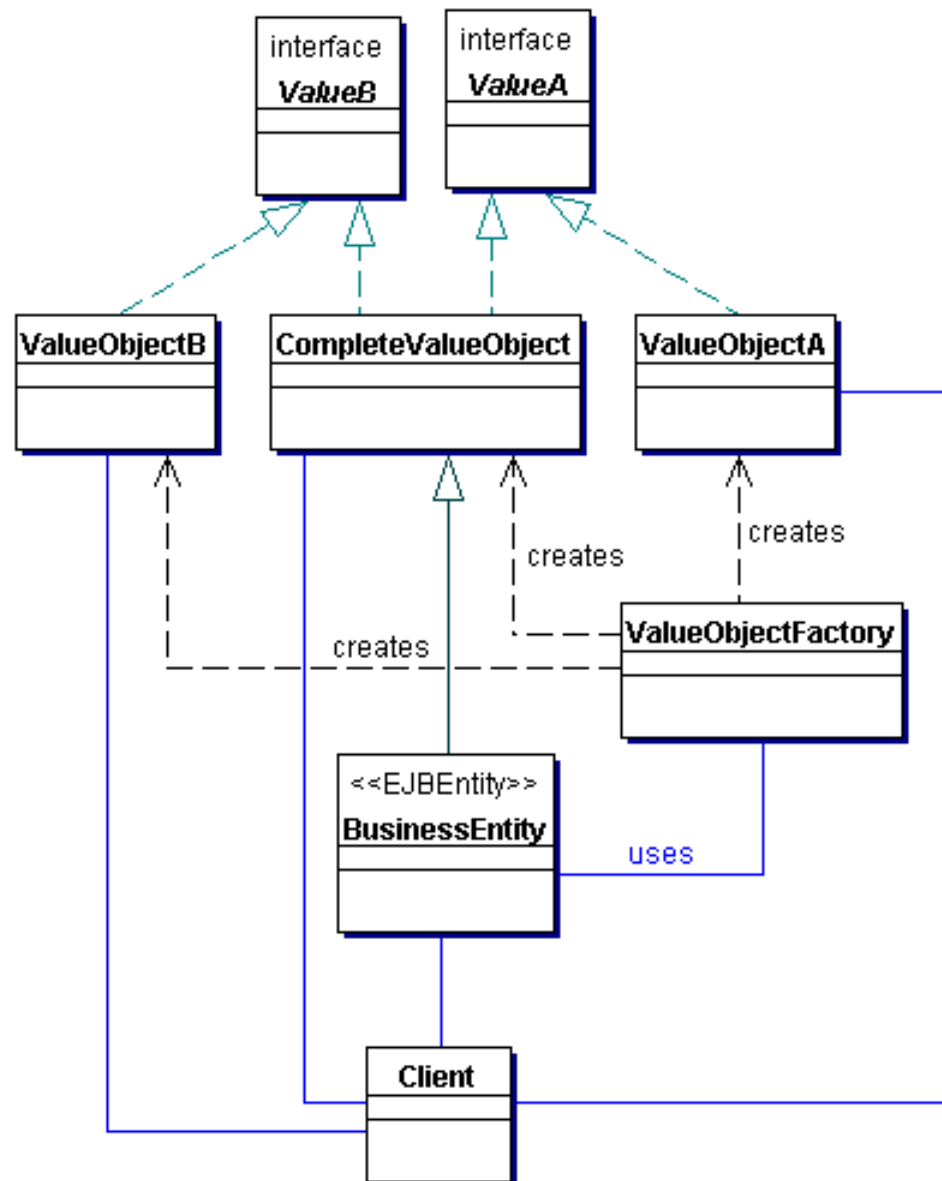 interface
ValueB
interface
ValueA
ValueObjectB
CompleteValueObject
ValueObjectA
creates
creates
creates
ValueObjectFactory
<<EJBEntity>>
BusinessEntity
uses
Client